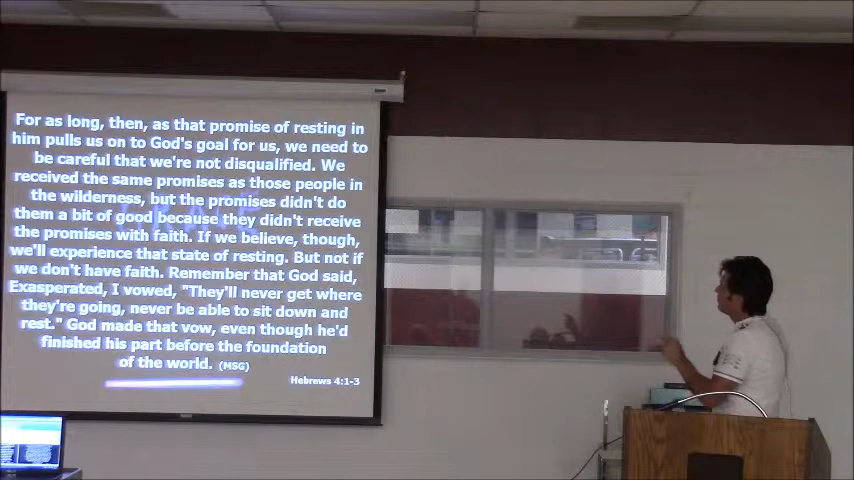 For as long, then, as that promise of resting in
him pulls us on to God's goal for us, we need to
be careful that we're not disqualified. We
received the same promises as those people in
the wilderness, but the promises didn't do
them a bit of good because they didn't receive
the promises with faith. If we believe, though,
we'll experience that state of resting. But not if
we don't have faith. Remember that God said,
Exasperated, I vowed, "They'll never get where
they're going, never be able to sit down and
rest." God made that vow, even though he'd
finished his part before the foundation
of the world. (MSG)
Hebrews 4:1-3